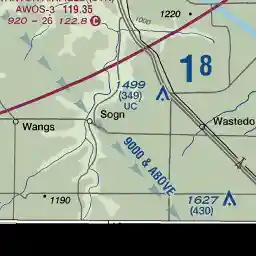 AWOS-3 119.35
920 - 26 122.8 C
1000
1220
1499
(349)
UC
18
Sogn
Wangs
Wastedo
9000 & ABOVE
1190
1627
(430)